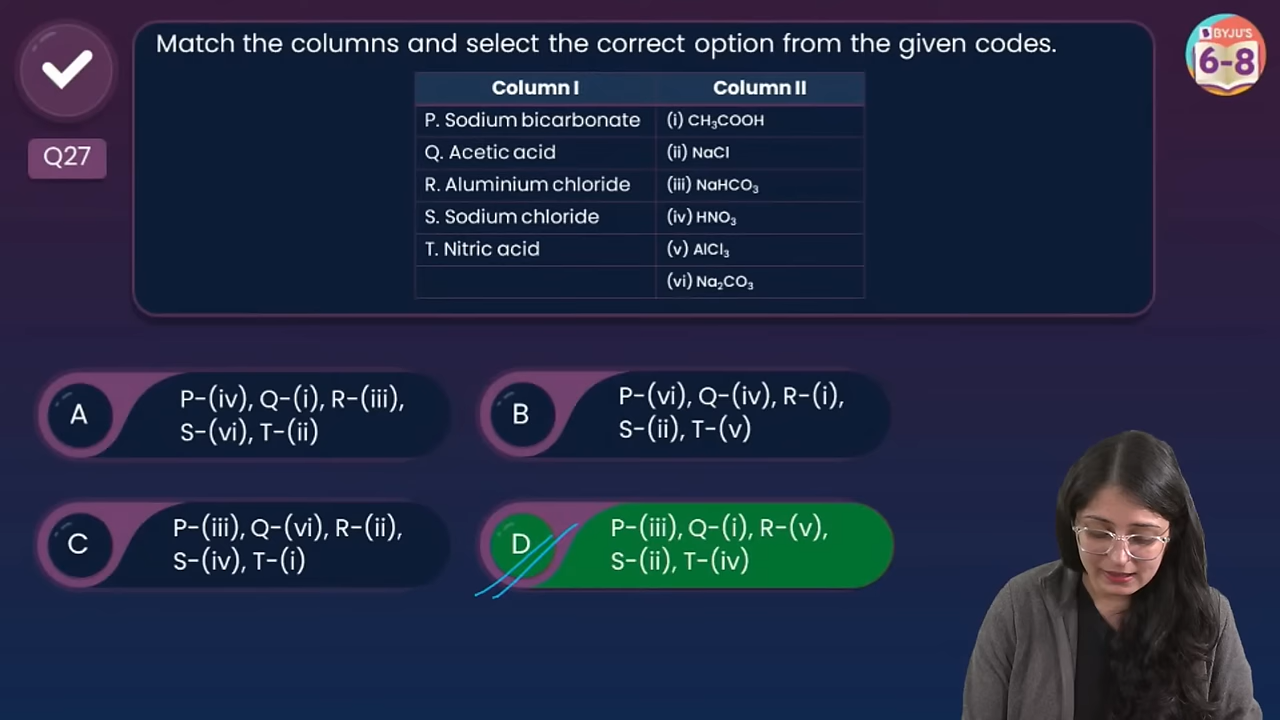 Match the columns and select the correct option from the given codes.
BYJU'S
6-8
Q27
Column I Column II
P. Sodium bicarbonate (i) CH₃COOH
Q. Acetic acid (ii) NaCl
R. Aluminium chloride (iii) NaHCO₃
S. Sodium chloride (iv) HNO₃
T. Nitric acid (v) AlCl₃
(vi) Na₂CO₃
A P-(iv), Q-(i), R-(iii),
S-(vi), T-(ii)
B P-(vi), Q-(iv), R-(i),
S-(ii), T-(v)
C P-(iii), Q-(vi), R-(ii),
S-(iv), T-(i)
D P-(iii), Q-(i), R-(v),
S-(ii), T-(iv)